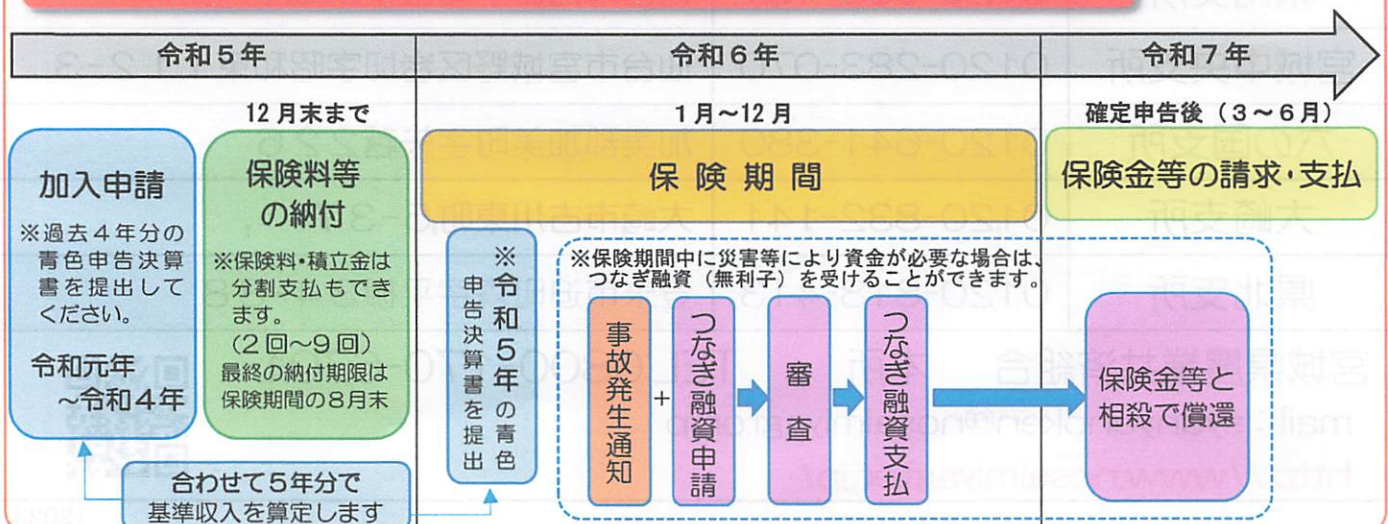 令和5年
令和6年
令和7年
12月末まで
1月～12月
確定申告後(3～6月)
加入申請
※過去4年分の
青色申告決算
書を提出して
ください。
令和元年
～令和4年
保険料等
の納付
※保険料・積立金は
分割支払もでき
ます。
(2回～9回)
最終の納付期限は
保険期間の8月末
保険期間
保険金等の請求・支払
※令和5年の青色
申告決算書を提出
※保険期間中に災害等により資金が必要な場合は、
つなぎ融資(無利子)を受けることができます。
事故発生通知
+
つなぎ融資申請
審査
つなぎ融資支払
保険金等と
相殺で償還
合わせて5年分で
基準収入を算定します